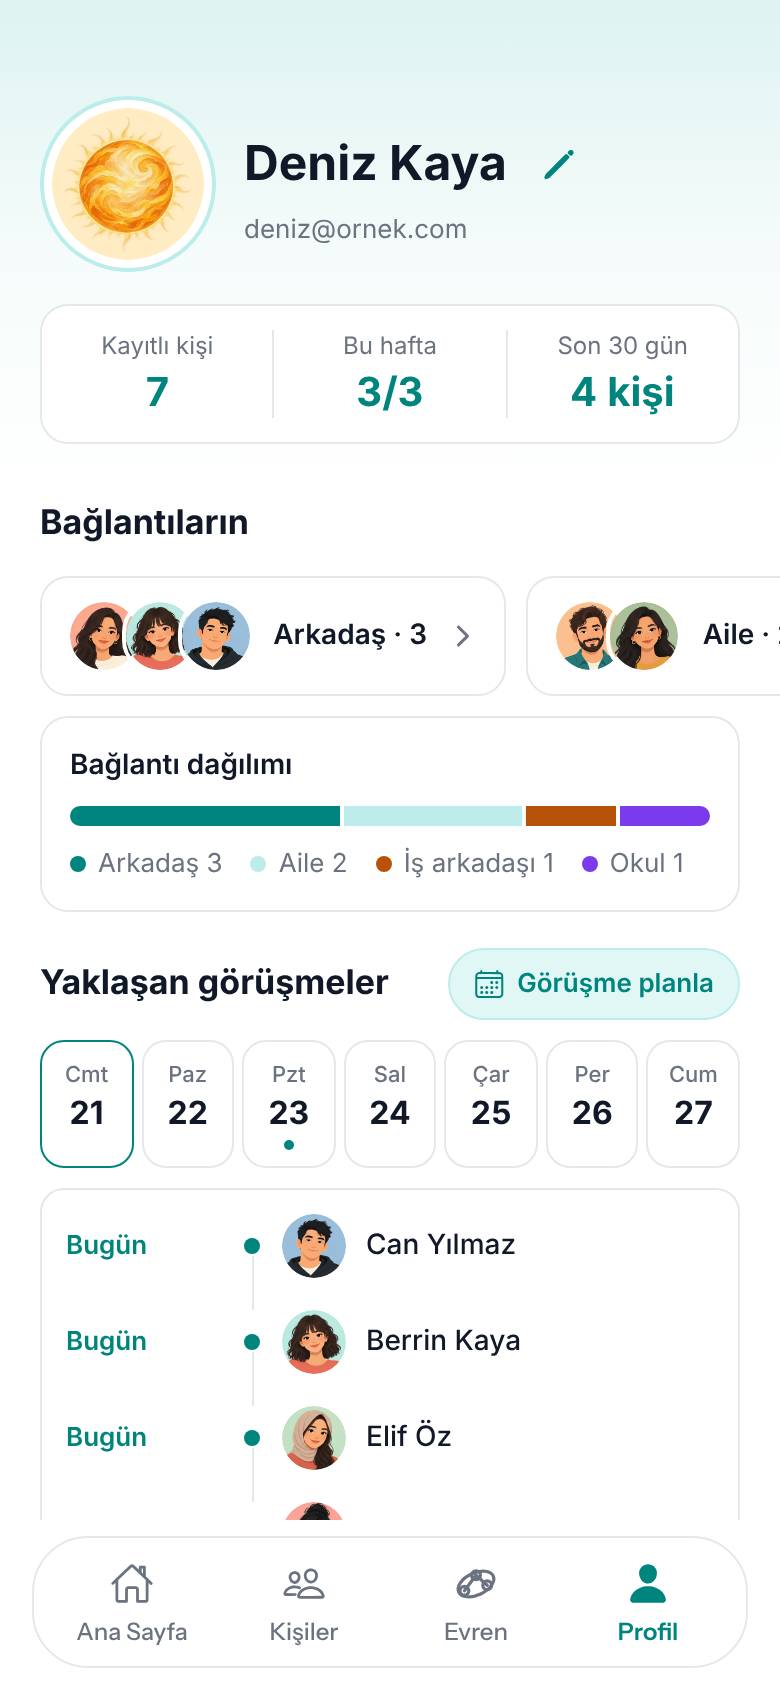 Deniz Kaya
deniz@ornek.com
Kayıtlı kişi
7
Bu hafta
3/3
Son 30 gün
4 kişi
Bağlantıların
Arkadaş · 3
Aile ·
Bağlantı dağılımı
Arkadaş 3
Aile 2
İş arkadaşı 1
Okul 1
Yaklaşan görüşmeler
Görüşme planla
Cmt
21
Paz
22
Pzt
23
Sal
24
Çar
25
Per
26
Cum
27
Bugün
Can Yılmaz
Bugün
Berrin Kaya
Bugün
Elif Öz
Ana Sayfa
Kişiler
Evren
Profil